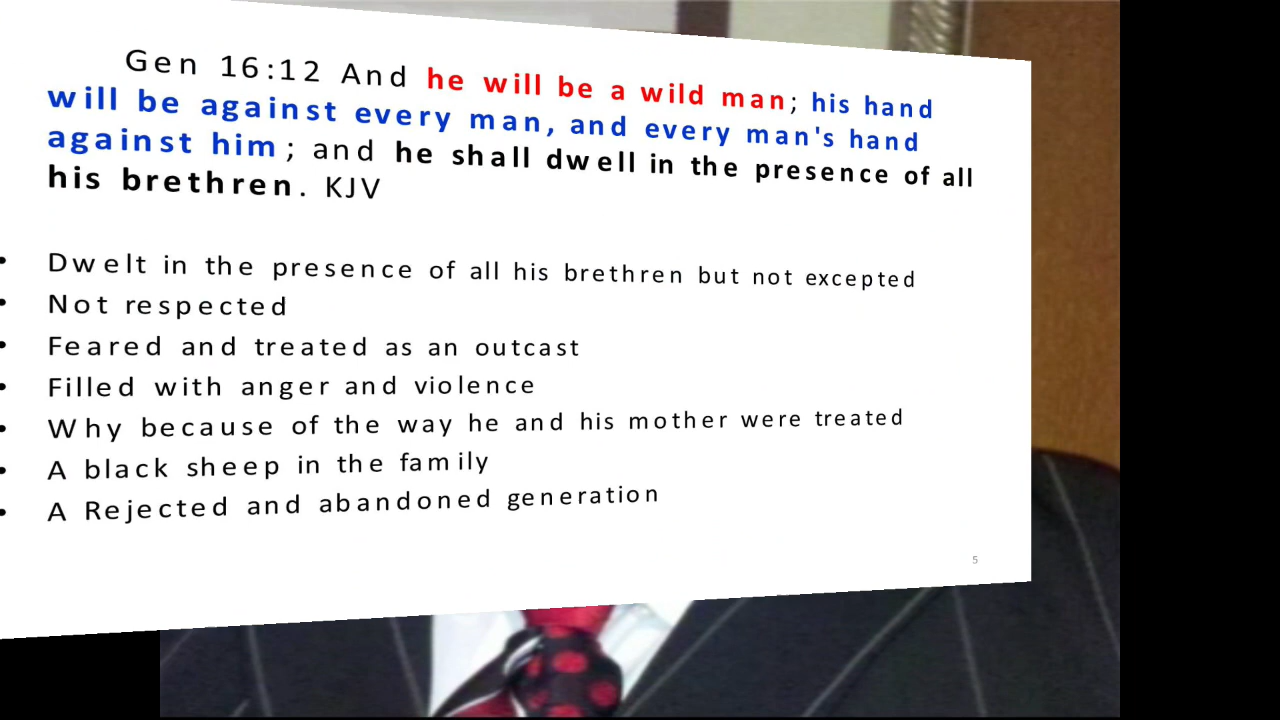 Gen 16:12 And he will be a wild man; his hand
will be against every man, and every man's hand
against him; and he shall dwell in the presence of all
his brethren. KJV
• Dwelt in the presence of all his brethren but not excepted
• Not respected
• Feared and treated as an outcast
• Filled with anger and violence
• Why because of the way he and his mother were treated
• A black sheep in the family
• A Rejected and abandoned generation
5